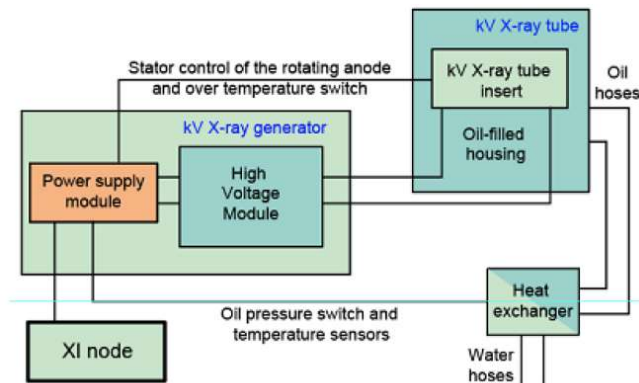 kV X-ray tube
Stator control of the rotating anode
and over temperature switch
kV X-ray tube
insert
Oil
hoses
kV X-ray generator
Oil-filled
housing
Power supply
module
High
Voltage
Module
Heat
exchanger
Oil pressure switch and
temperature sensors
XI node
Water
hoses